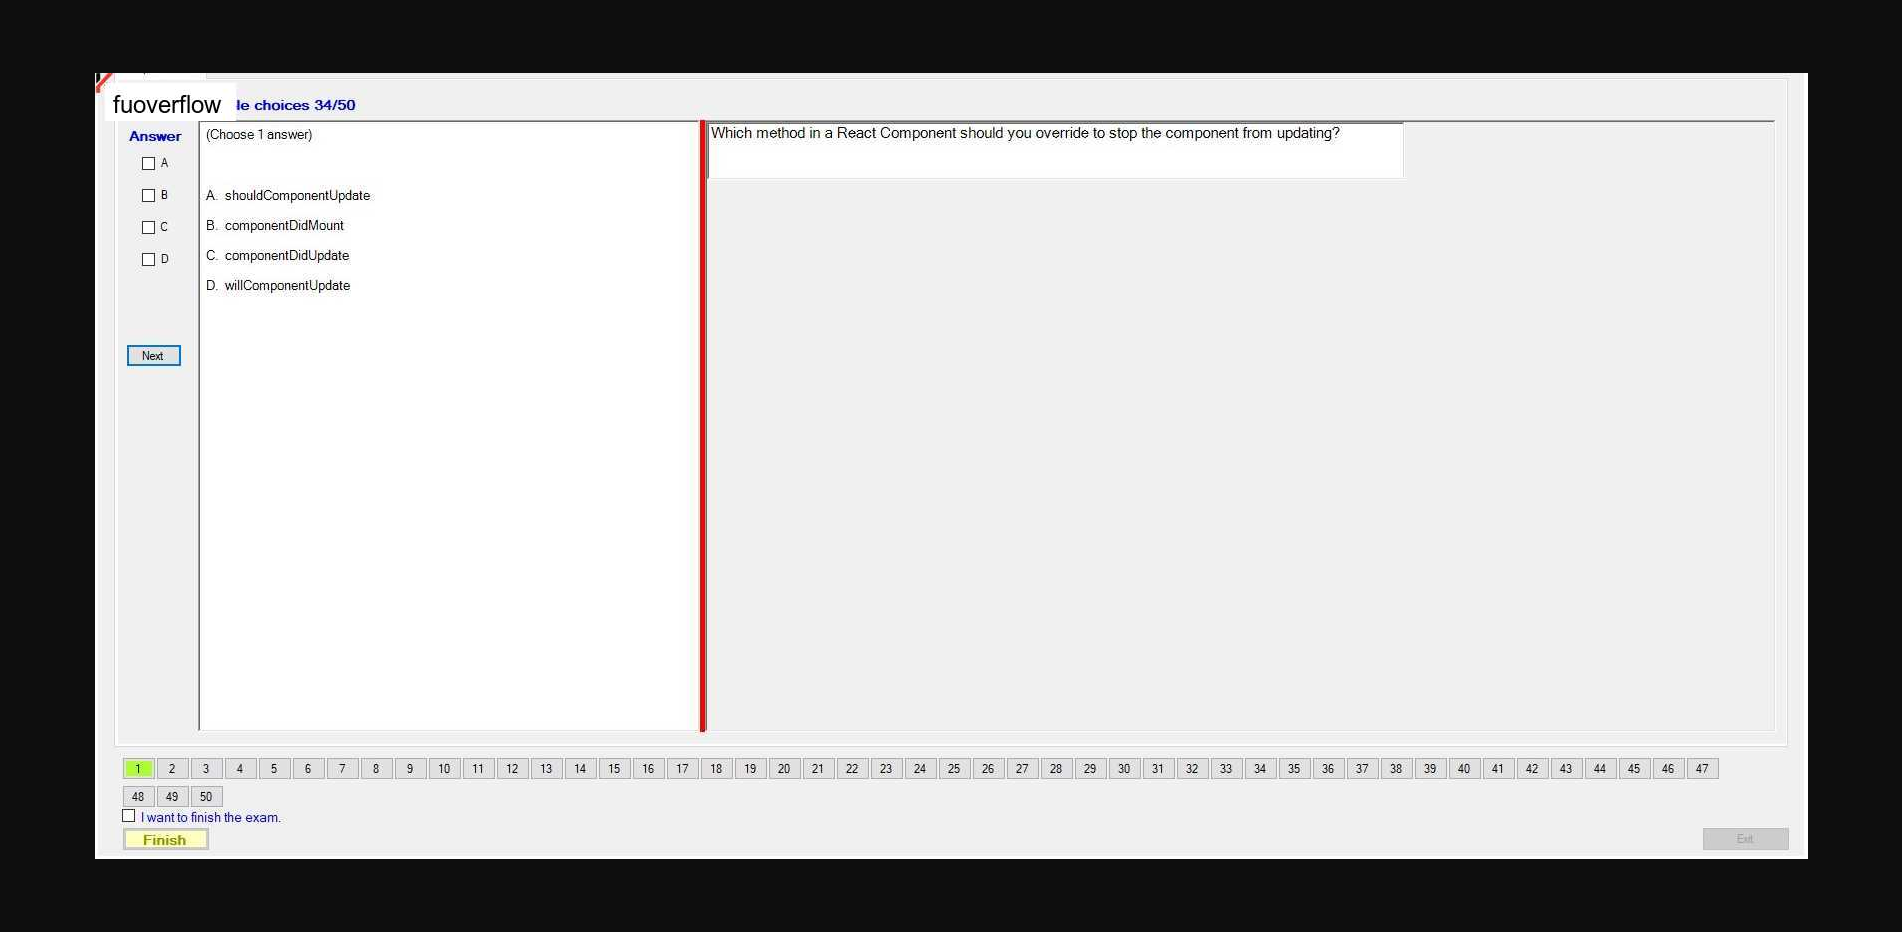 fuoverflow
le choices 34/50
Answer
(Choose 1 answer)
A
B
C
D
A. shouldComponentUpdate
B. componentDidMount
C. componentDidUpdate
D. willComponentUpdate
Next
Which method in a React Component should you override to stop the component from updating?
1 2 3 4 5 6 7 8 9 10 11 12 13 14 15 16 17 18 19 20 21 22 23 24 25 26 27 28 29 30 31 32 33 34 35 36 37 38 39 40 41 42 43 44 45 46 47
48 49 50
I want to finish the exam.
Finish
Exit